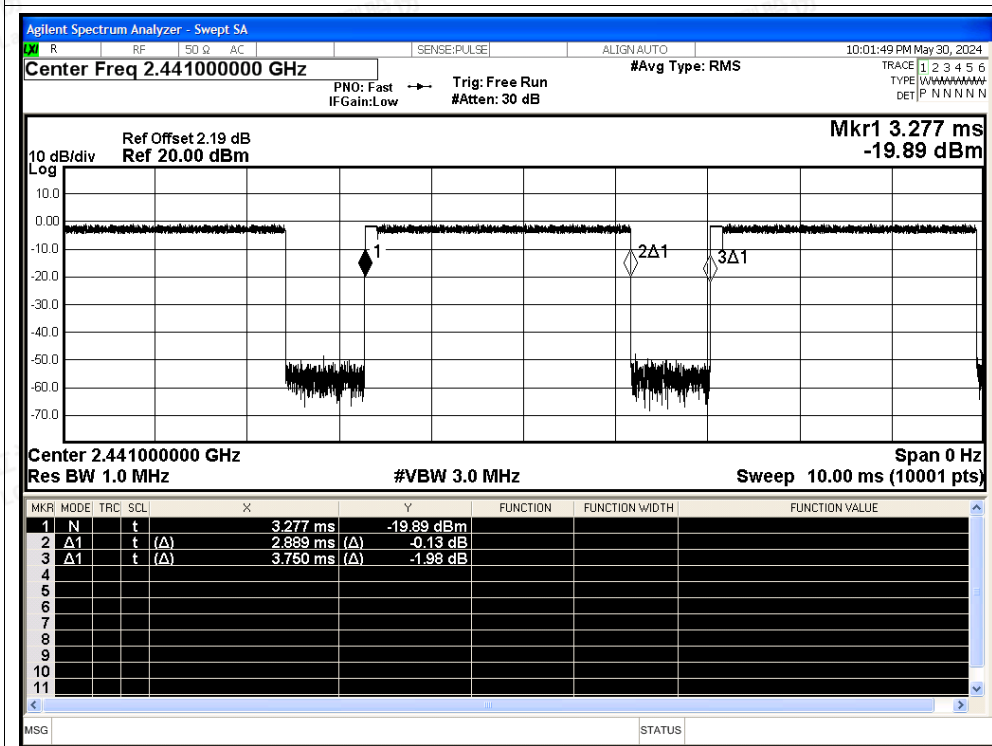 Agilent Spectrum Analyzer - Swept SA
LXI R RF 50 Ω AC SENSE:PULSE ALIGN AUTO 10:01:49 PM May 30, 2024
Center Freq 2.441000000 GHz #Avg Type: RMS TRACE 1 2 3 4 5 6
PNO: Fast Trig: Free Run TYPE WWWWWW
IFGain:Low #Atten: 30 dB DET P N N N N N
Mkr1 3.277 ms
Ref Offset 2.19 dB
10 dB/div Ref 20.00 dBm -19.89 dBm
Log
10.0
0.00
-10.0
1 2Δ1 3Δ1
-20.0
-30.0
-40.0
-50.0
-60.0
-70.0
Center 2.441000000 GHz Span 0 Hz
Res BW 1.0 MHz #VBW 3.0 MHz Sweep 10.00 ms (10001 pts)
MKR MODE TRC SCL X Y FUNCTION FUNCTION WIDTH FUNCTION VALUE
1 N t 3.277 ms -19.89 dBm
2 Δ1 t (Δ) 2.889 ms (Δ) -0.13 dB
3 Δ1 t (Δ) 3.750 ms (Δ) -1.98 dB
4
5
6
7
8
9
10
11
MSG STATUS